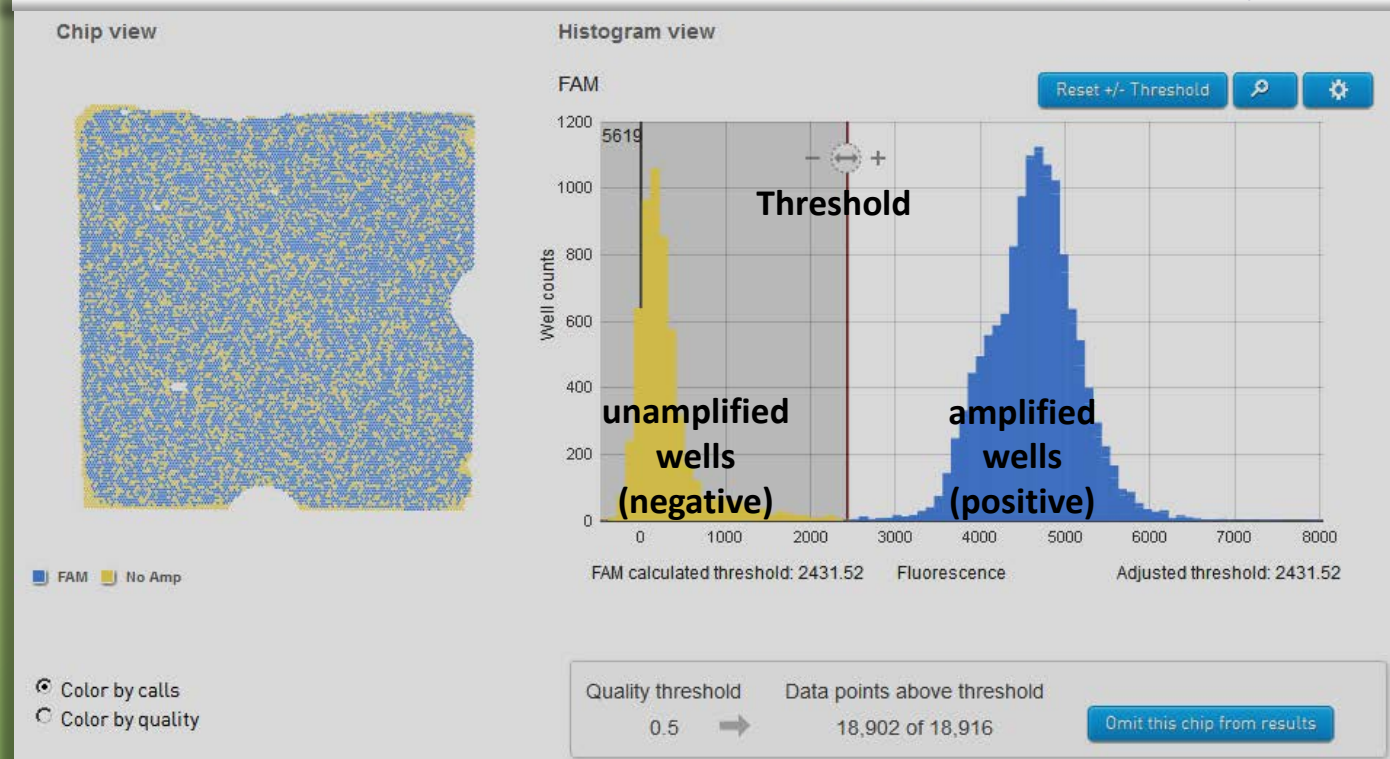 Chip view
Histogram view
FAM
Reset +/- Threshold
1200
5619
- +
1000
Threshold
800
Well counts
600
400
unamplified
wells
(negative)
amplified
wells
(positive)
200
0
0 1000 2000 3000 4000 5000 6000 7000 8000
FAM calculated threshold: 2431.52 Fluorescence Adjusted threshold: 2431.52
FAM No Amp
Color by calls
Color by quality
Quality threshold Data points above threshold
0.5 18,902 of 18,916
Omit this chip from results